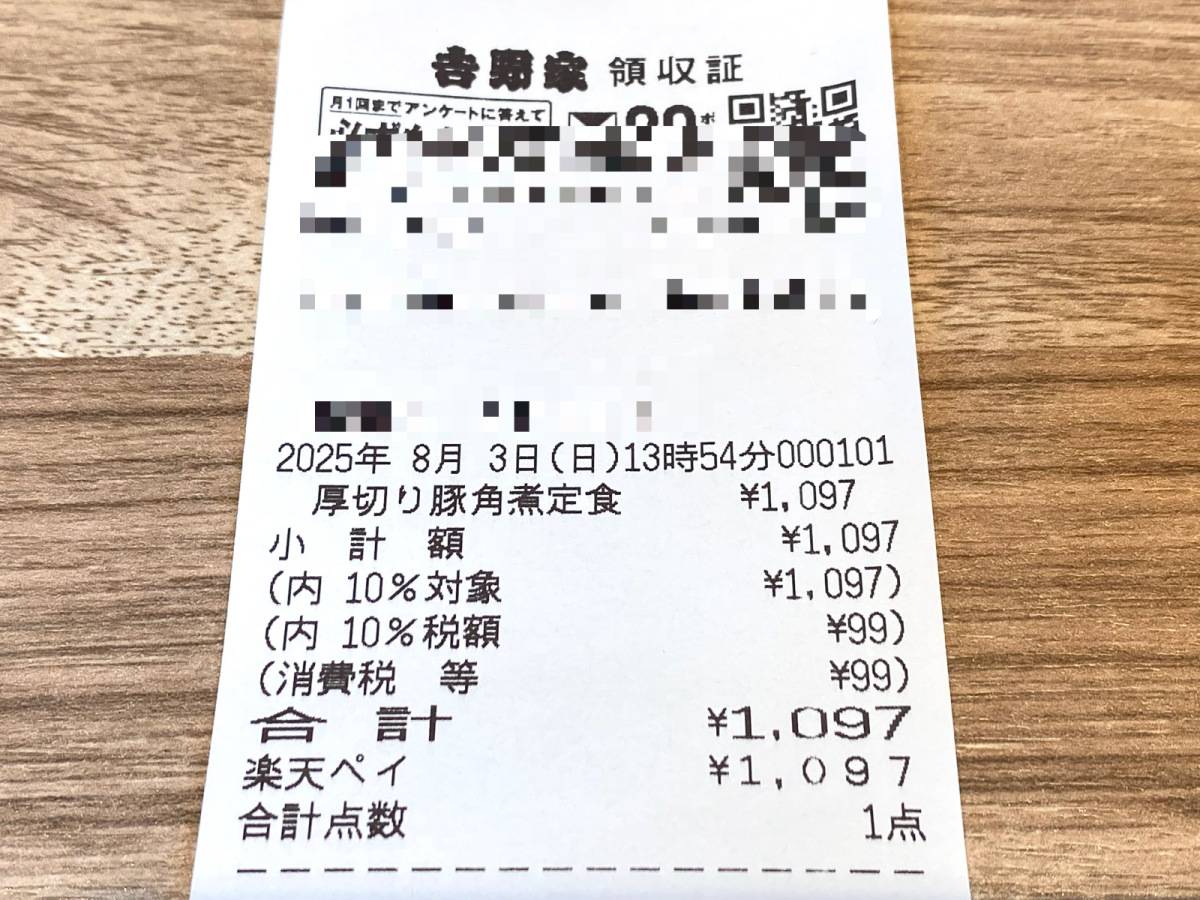 吉野家 領収証
月1回まで アンケートに答えて
2025年 8月 3日(日)13時54分000101
厚切り豚角煮定食 ¥1,097
小 計 額 ¥1,097
(内 10%対象 ¥1,097)
(内 10%税額 ¥99)
(消費税 等 ¥99)
合 計 ¥1,097
楽天ペイ ¥1,097
合計点数 1点